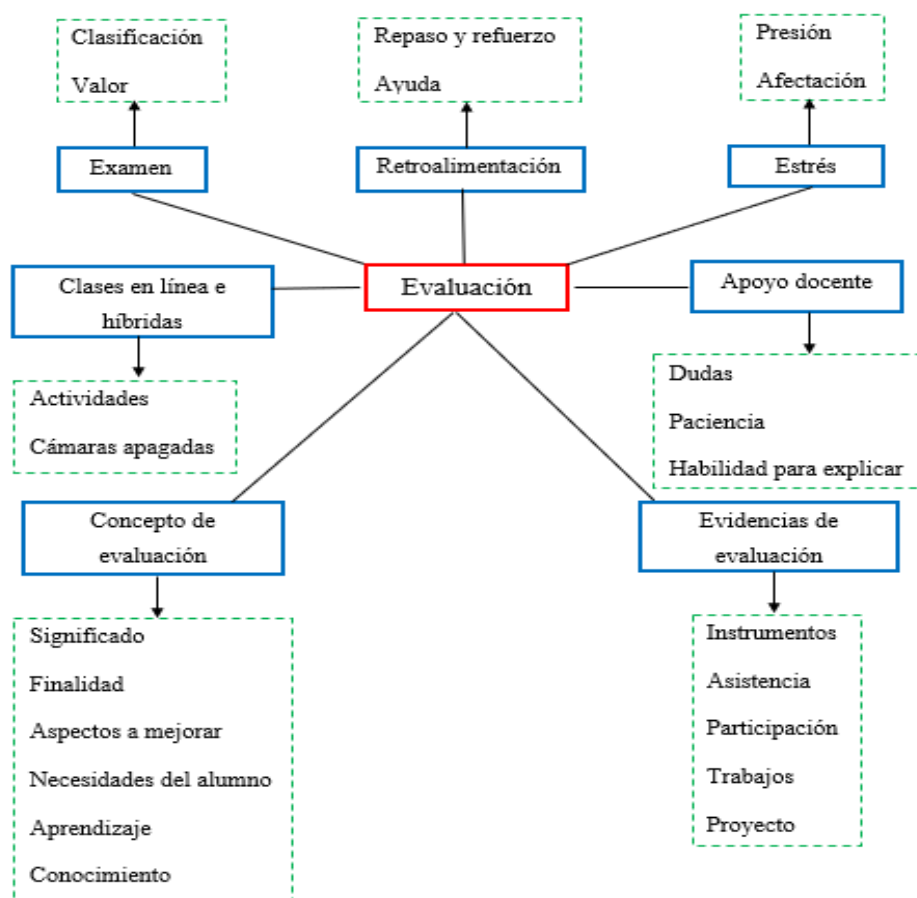 Clasificación
Valor
Repaso y refuerzo
Ayuda
Presión
Afectación
Examen
Retroalimentación
Estrés
Clases en línea e
híbridas
Evaluación
Apoyo docente
Actividades
Cámaras apagadas
Dudas
Paciencia
Habilidad para explicar
Concepto de
evaluación
Evidencias de
evaluación
Significado
Finalidad
Aspectos a mejorar
Necesidades del alumno
Aprendizaje
Conocimiento
Instrumentos
Asistencia
Participación
Trabajos
Proyecto